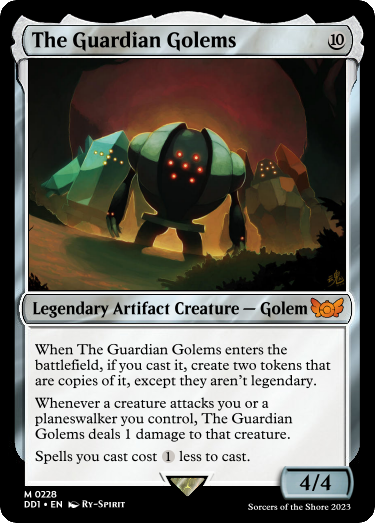 The Guardian Golems 10
Legendary Artifact Creature — Golem
When The Guardian Golems enters the
battlefield, if you cast it, create two tokens that
are copies of it, except they aren't legendary.
Whenever a creature attacks you or a
planeswalker you control, The Guardian
Golems deals 1 damage to that creature.
Spells you cast cost 1 less to cast.
4/4
M 0228
DD1 • EN Ry-Spirit
Sorcers of the Shore 2023